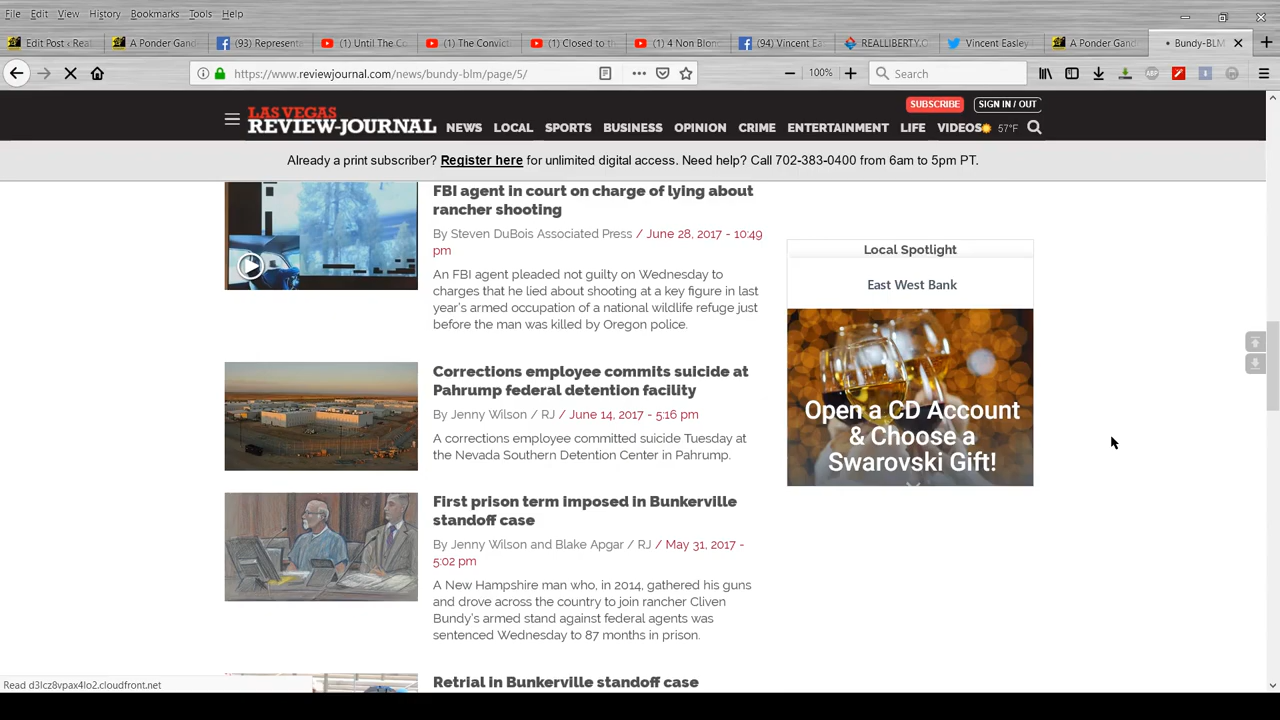 File Edit View History Bookmarks Tools Help
Edit Post ‹ Real
A Ponder Gand
(93) Represent
(1) Until The Co
(1) The Convic
(1) Closed to th
(1) 4 Non Blon
(94) Vincent Ea
REALLIBERTY.O
Vincent Easley
A Ponder Gand
Bundy-BLM
https://www.reviewjournal.com/news/bundy-blm/page/5/
100%
Search
ABP
SUBSCRIBE SIGN IN / OUT
LAS VEGAS
REVIEW-JOURNAL
NEWS LOCAL SPORTS BUSINESS OPINION CRIME ENTERTAINMENT LIFE VIDEOS 57°F
Already a print subscriber? Register here for unlimited digital access. Need help? Call 702-383-0400 from 6am to 5pm PT.
FBI agent in court on charge of lying about
rancher shooting
By Steven DuBois Associated Press / June 28, 2017 - 10:49
pm
An FBI agent pleaded not guilty on Wednesday to
charges that he lied about shooting at a key figure in last
year's armed occupation of a national wildlife refuge just
before the man was killed by Oregon police.
Corrections employee commits suicide at
Pahrump federal detention facility
By Jenny Wilson / RJ / June 14, 2017 - 5:16 pm
A corrections employee committed suicide Tuesday at
the Nevada Southern Detention Center in Pahrump.
First prison term imposed in Bunkerville
standoff case
By Jenny Wilson and Blake Apgar / RJ / May 31, 2017 -
5:02 pm
A New Hampshire man who, in 2014, gathered his guns
and drove across the country to join rancher Cliven
Bundy's armed stand against federal agents was
sentenced Wednesday to 87 months in prison.
Retrial in Bunkerville standoff case
Local Spotlight
East West Bank
Open a CD Account
& Choose a
Swarovski Gift!
Read d3lcz8vpax4lo2.cloudfront.net